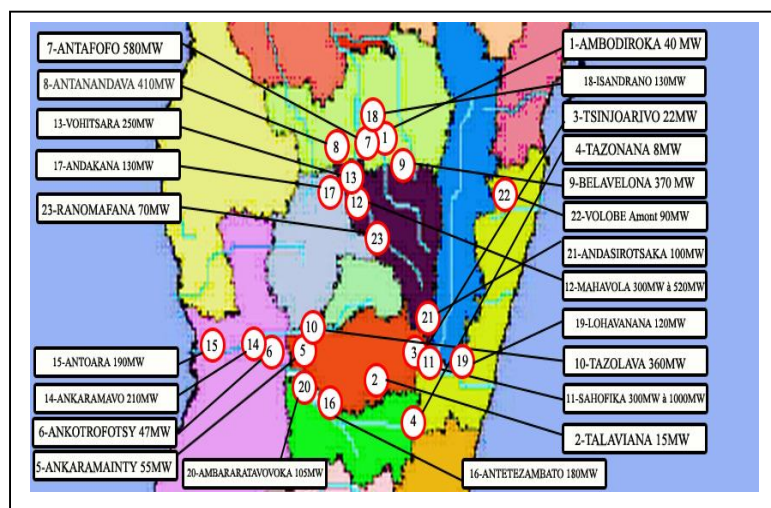 7-ANTAFOFO 580MW
8-ANTANANDAVA 410MW
13-VOHITSARA 250MW
17-ANDAKANA 130MW
23-RANOMAFANA 70MW
15-ANTOARA 190MW
14-ANKARAMAVO 210MW
6-ANKOTROFOTSY 47MW
5-ANKARAMAINTY 55MW
20-AMBARARATAVOVOKA 105MW
16-ANTETEZAMBATO 180MW
1-AMBODIROKA 40 MW
18-ISANDRANO 130MW
3-TSINJOARIVO 22MW
4-TAZONANA 8MW
9-BELAVELONA 370 MW
22-VOLOBE Amont 90MW
21-ANDASIROTSAKA 100MW
12-MAHAVOLA 300MW à 520MW
19-LOHAVANANA 120MW
10-TAZOLAVA 360MW
11-SAHOFIKA 300MW à 1000MW
2-TALAVIANA 15MW
18
1
7
8
9
13
17
12
22
23
21
10
15
14
6
5
3
11
19
2
20
16
4